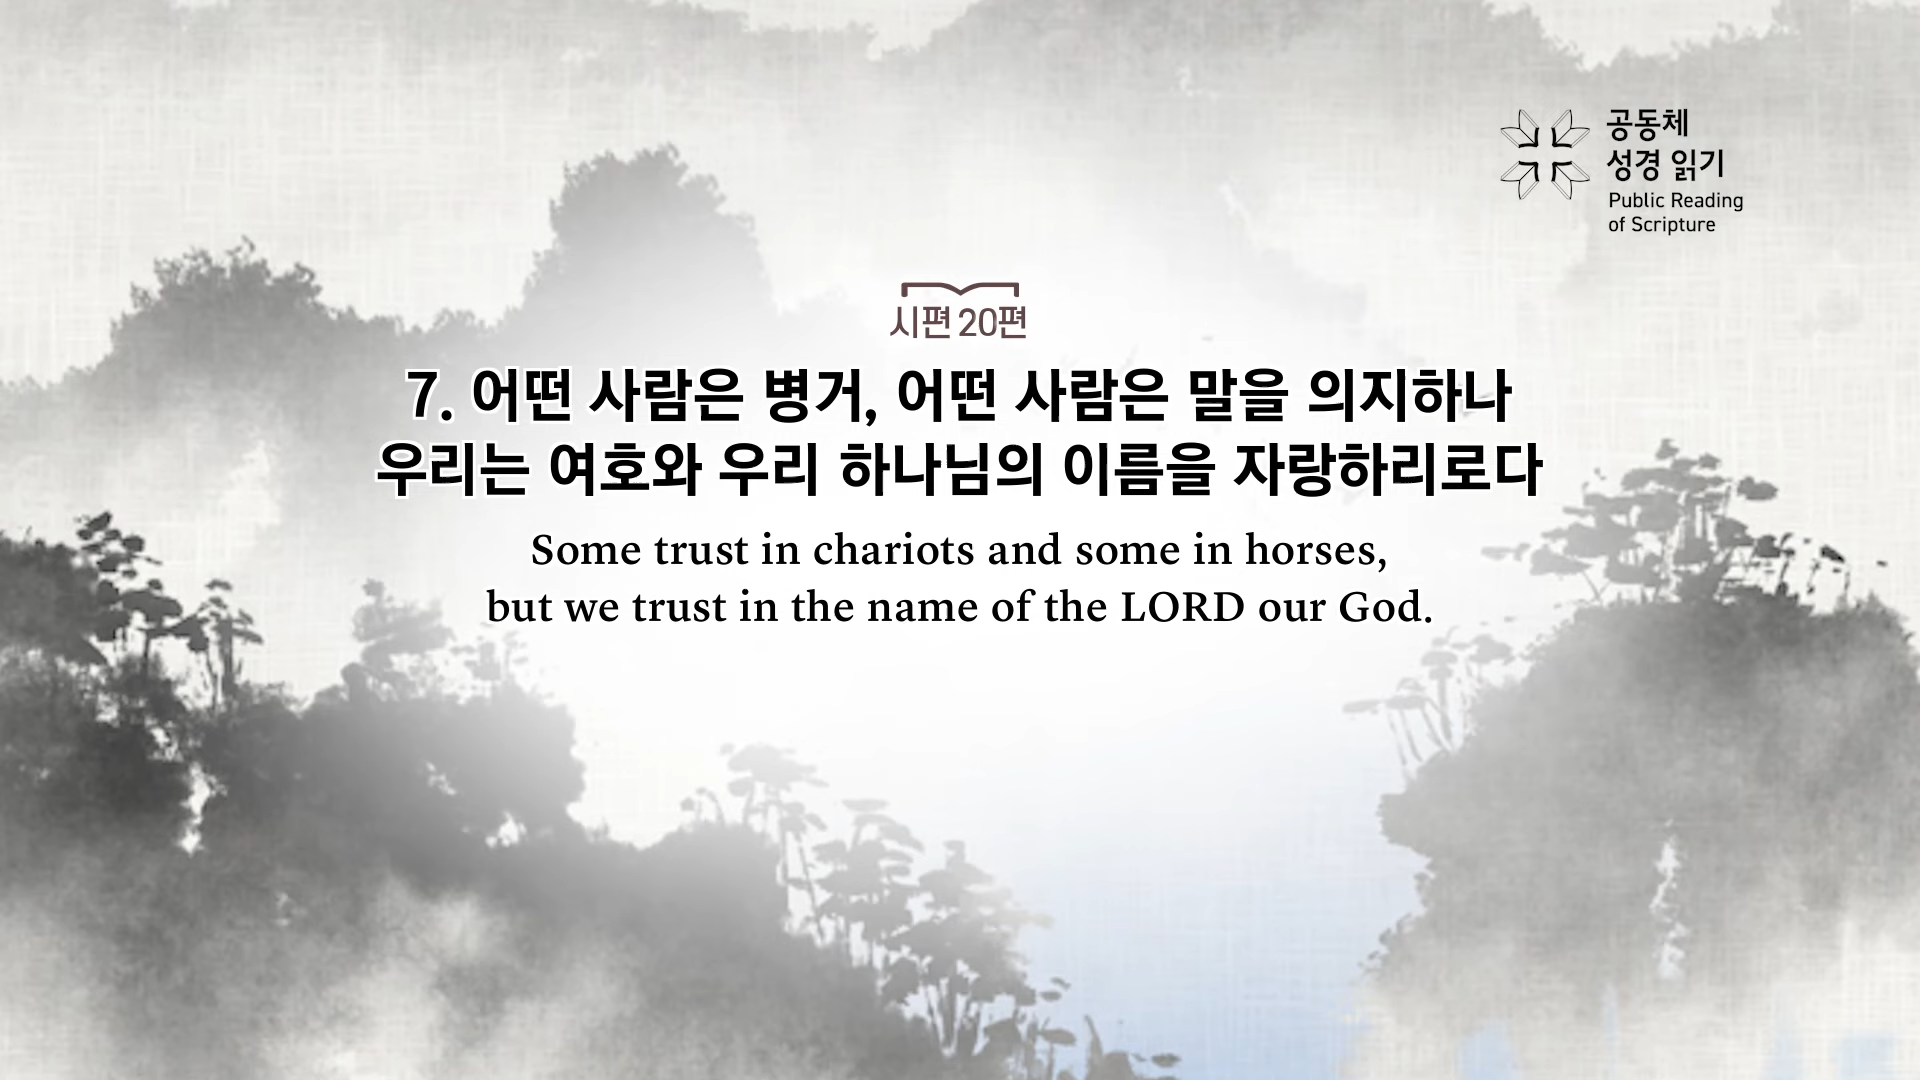 공동체
성경 읽기
Public Reading
of Scripture
시편 20편
7. 어떤 사람은 병거, 어떤 사람은 말을 의지하나
우리는 여호와 우리 하나님의 이름을 자랑하리로다
Some trust in chariots and some in horses,
but we trust in the name of the LORD our God.